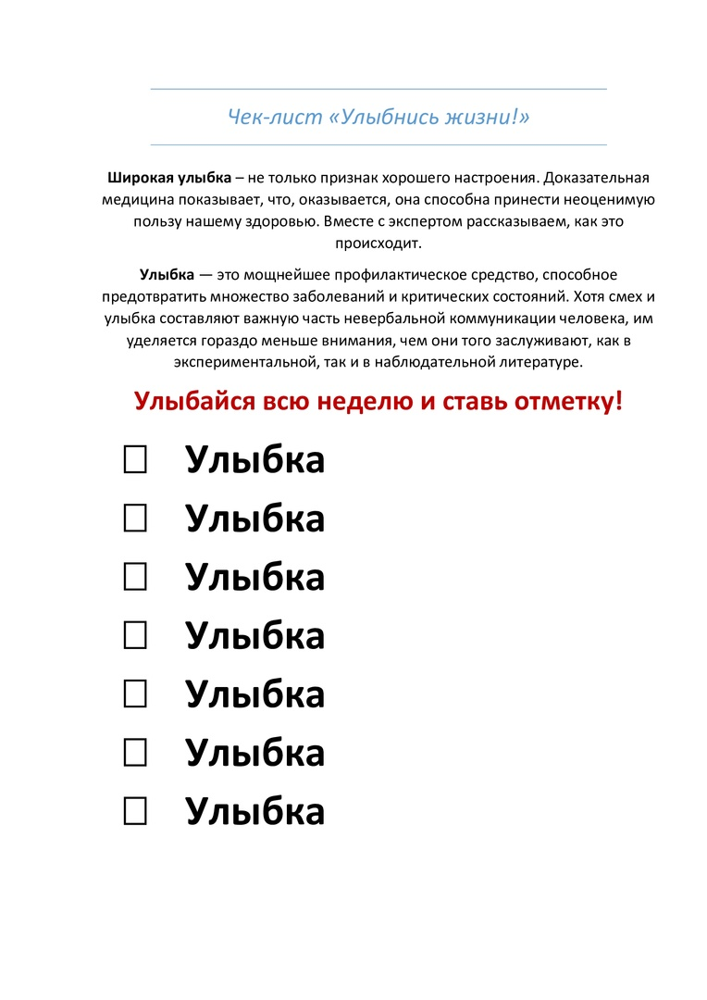 Чек-лист «Улыбнись жизни!»
Широкая улыбка – не только признак хорошего настроения. Доказательная
медицина показывает, что, оказывается, она способна принести неоценимую
пользу нашему здоровью. Вместе с экспертом рассказываем, как это
происходит.
Улыбка — это мощнейшее профилактическое средство, способное
предотвратить множество заболеваний и критических состояний. Хотя смех и
улыбка составляют важную часть невербальной коммуникации человека, им
уделяется гораздо меньше внимания, чем они того заслуживают, как в
экспериментальной, так и в наблюдательной литературе.
Улыбайся всю неделю и ставь отметку!
Улыбка
Улыбка
Улыбка
Улыбка
Улыбка
Улыбка
Улыбка